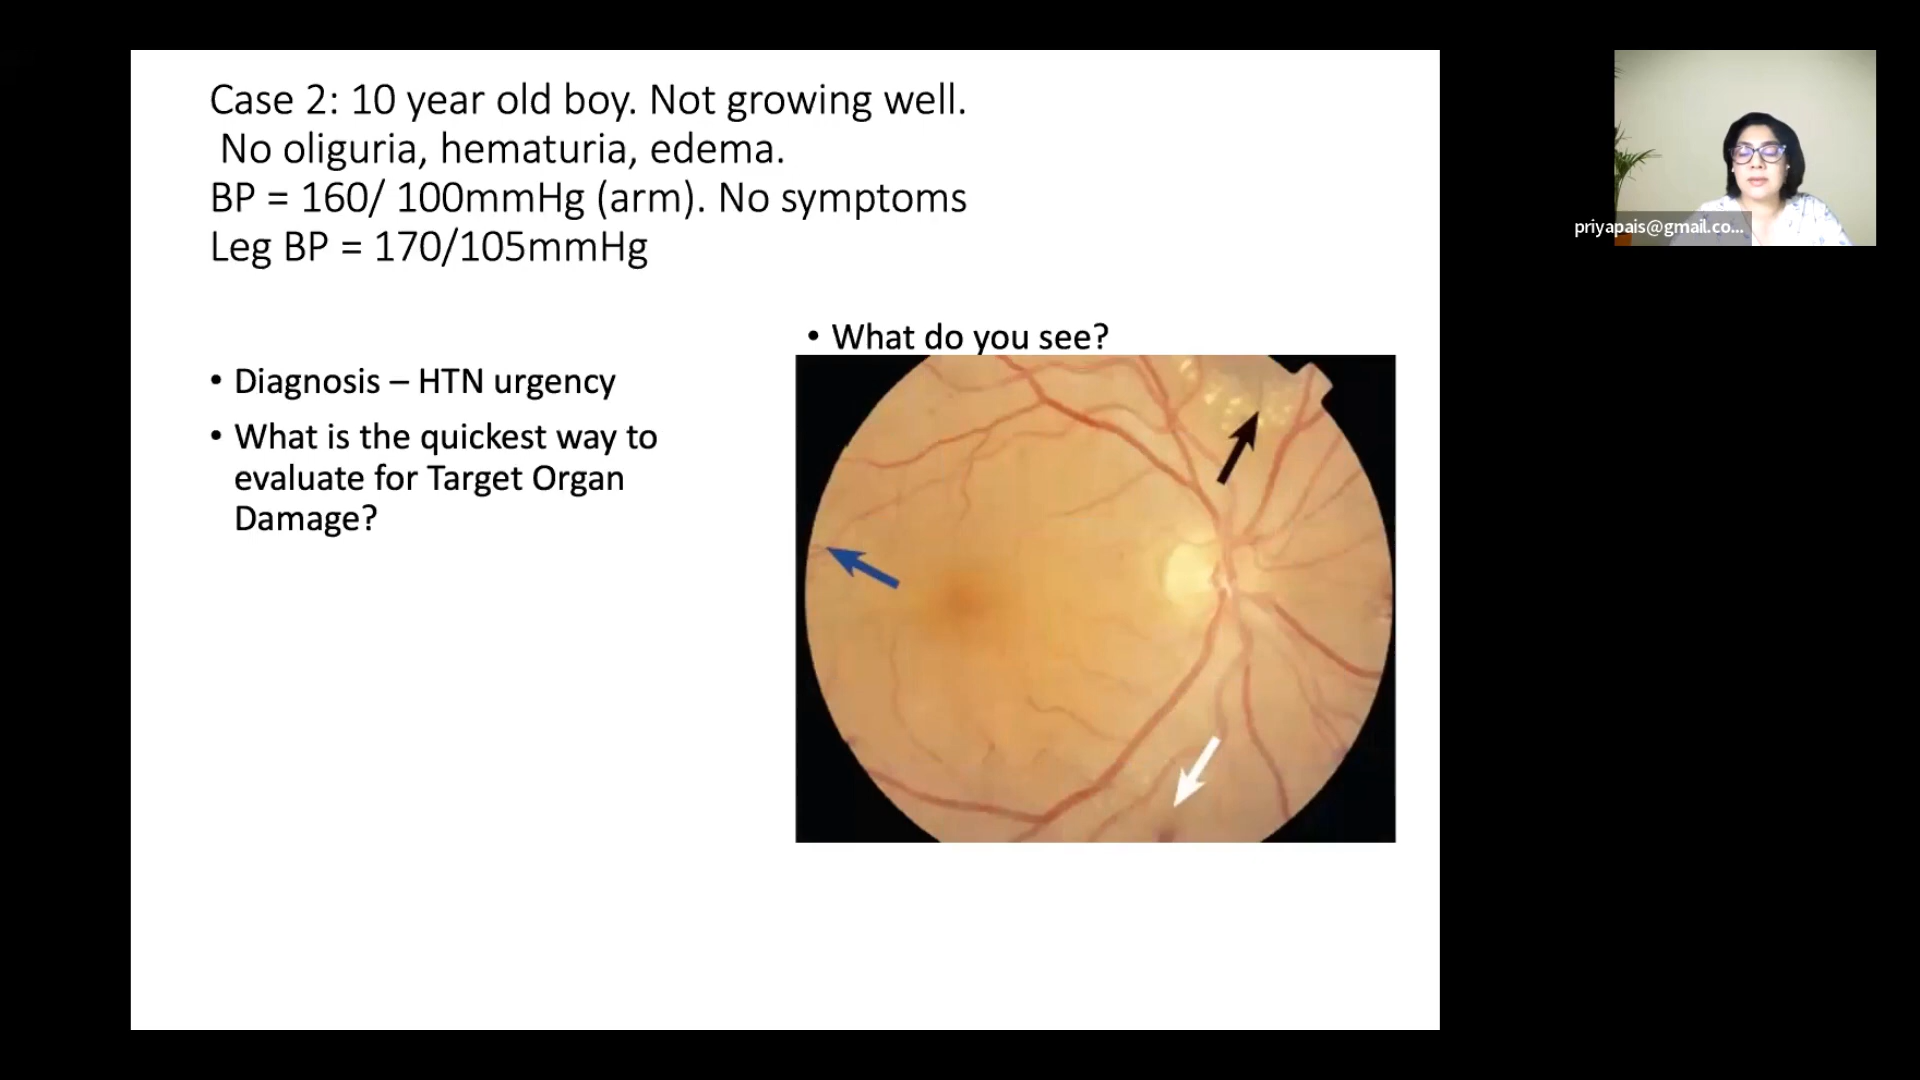 Case 2: 10 year old boy. Not growing well.
No oliguria, hematuria, edema.
BP = 160/ 100mmHg (arm). No symptoms
Leg BP = 170/105mmHg
• Diagnosis – HTN urgency
• What is the quickest way to
evaluate for Target Organ
Damage?
• What do you see?
priyapais@gmail.co...